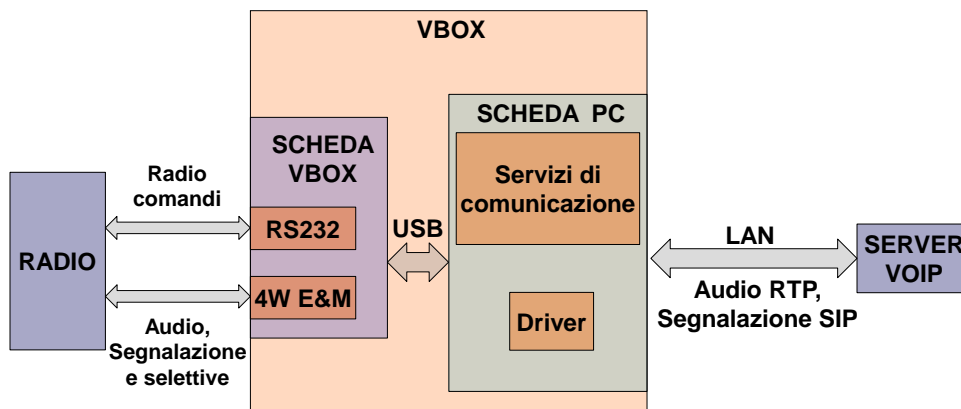 VBOX
SCHEDA PC
SCHEDA
VBOX
Servizi di
comunicazione
Radio
comandi
RS232
USB
LAN
SERVER
VOIP
RADIO
4W E&M
Audio RTP,
Segnalazione SIP
Driver
Audio,
Segnalazione
e selettive